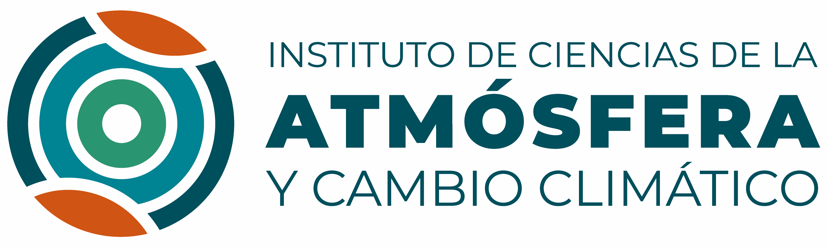 INSTITUTO DE CIENCIAS DE LA
ATMÓSFERA
Y CAMBIO CLIMÁTICO